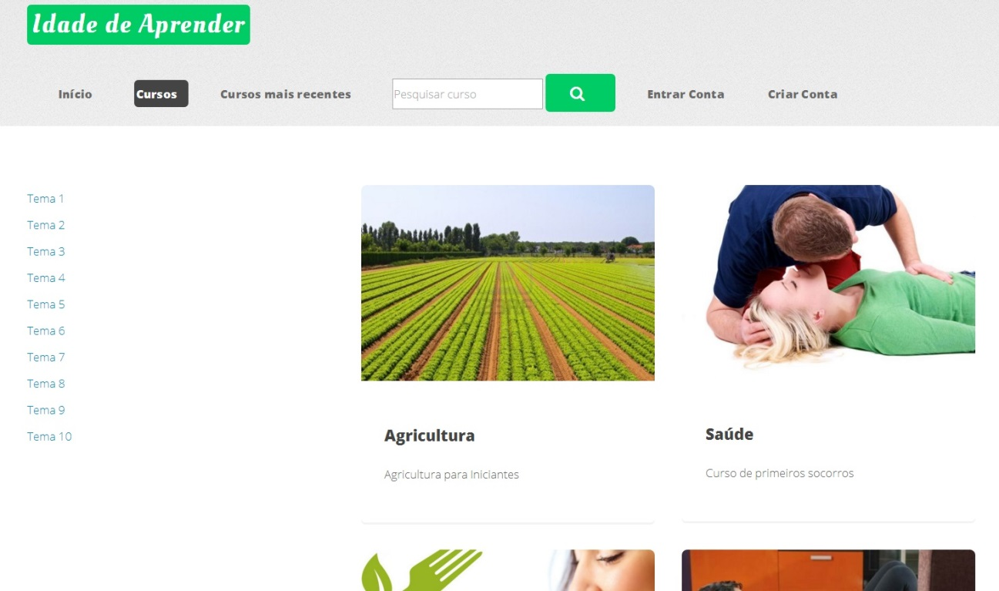 Idade de Aprender
Início
Cursos
Cursos mais recentes
Pesquisar curso
Entrar Conta
Criar Conta
Tema 1
Tema 2
Tema 3
Tema 4
Tema 5
Tema 6
Tema 7
Tema 8
Tema 9
Tema 10
Agricultura
Agricultura para Iniciantes
Saúde
Curso de primeiros socorros